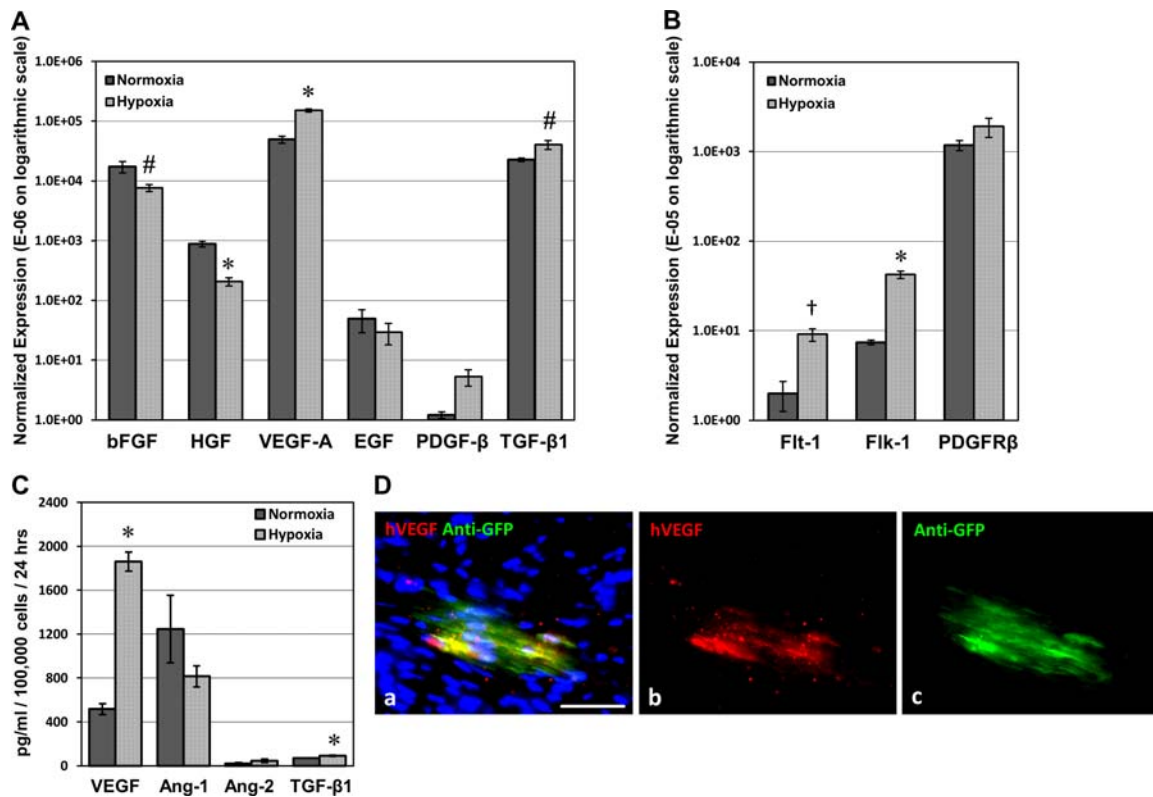 A
Normalized Expression (E-06 on logarithmic scale)
1.0E+06
1.0E+05
1.0E+04
1.0E+03
1.0E+02
1.0E+01
1.0E+00
Normoxia
Hypoxia
#
*
*
#
bFGF HGF VEGF-A EGF PDGF-β TGF-β1
B
Normalized Expression (E-05 on logarithmic scale)
1.0E+04
1.0E+03
1.0E+02
1.0E+01
1.0E+00
Normoxia
Hypoxia
†
*
Flt-1 Flk-1 PDGFRβ
C
pg/ml / 100,000 cells / 24 hrs
2400
2000
1600
1200
800
400
0
Normoxia
Hypoxia
*
*
VEGF Ang-1 Ang-2 TGF-β1
D
hVEGF Anti-GFP
a
hVEGF
b
Anti-GFP
c